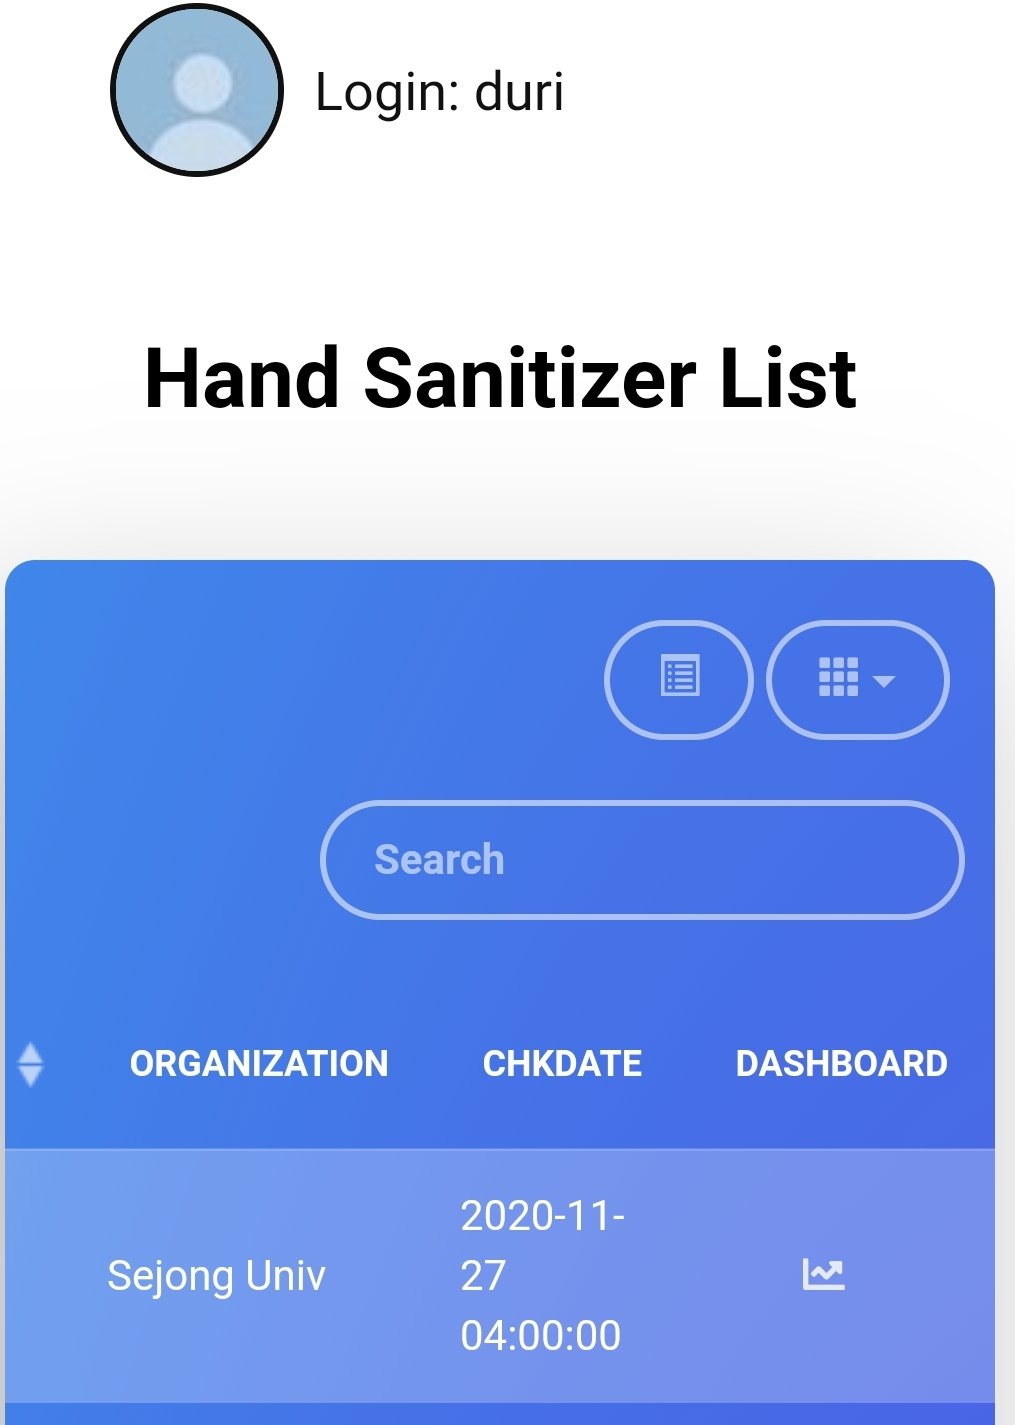 Login: duri
Hand Sanitizer List
Search
ORGANIZATION CHKDATE DASHBOARD
2020-11-
Sejong Univ 27
04:00:00